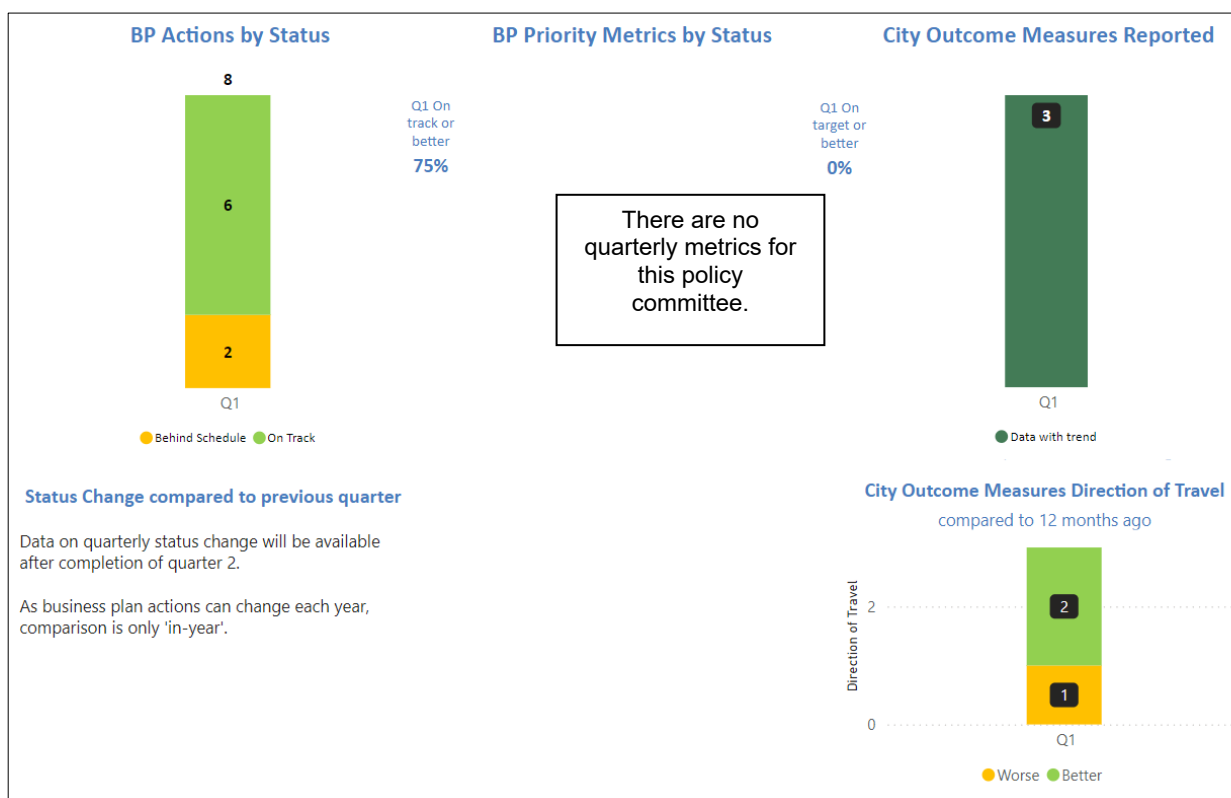 BP Actions by Status
8
6
2
Q1
Behind Schedule On Track
Q1 On
track or
better
75%
BP Priority Metrics by Status
There are no
quarterly metrics for
this policy
committee.
Q1 On
target or
better
0%
City Outcome Measures Reported
3
Q1
Data with trend
Status Change compared to previous quarter
Data on quarterly status change will be available
after completion of quarter 2.
As business plan actions can change each year,
comparison is only 'in-year'.
City Outcome Measures Direction of Travel
compared to 12 months ago
Direction of Travel
2
0
2
1
Q1
Worse Better